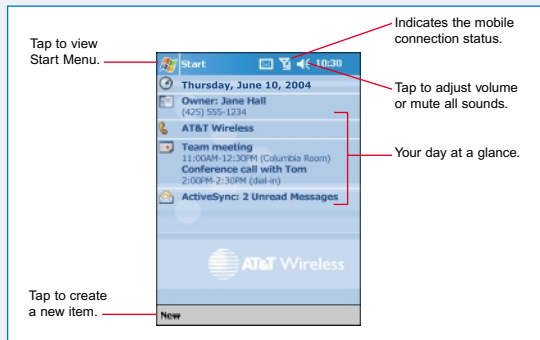 Indicates the mobile
connection status.
Tap to view
Start Menu.
Start
10:30
Tap to adjust volume
or mute all sounds.
Thursday, June 10, 2004
Owner: Jane Hall
(425) 555-1234
AT&T Wireless
Your day at a glance.
Team meeting
11:00AM-12:30PM (Columbia Room)
Conference call with Tom
2:00PM-2:30PM (dial-in)
ActiveSync: 2 Unread Messages
AT&T Wireless
Tap to create
a new item.
New